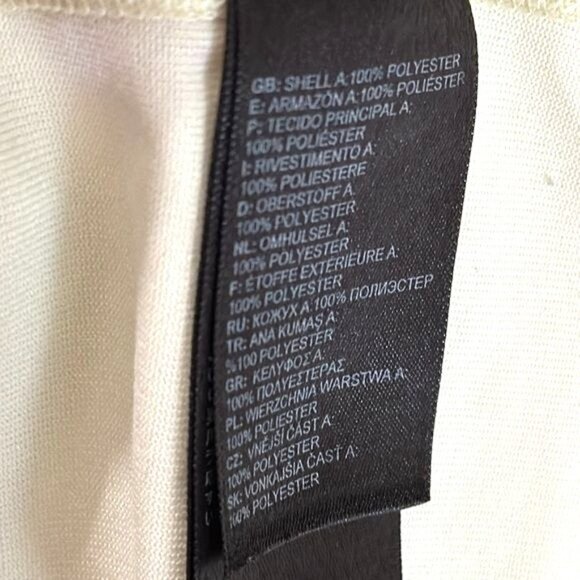 GB: SHELL A:100% POLYESTER
E: ARMAZÓN A:100% POLIÉSTER
P: TECIDO PRINCIPAL A:
100% POLIÉSTER
I: RIVESTIMENTO A:
100% POLIESTERE
D: OBERSTOFF A:
100% POLYESTER
NL: OMHULSEL A:
100% POLYESTER
F: ÉTOFFE EXTÉRIEURE A:
100% POLYESTER
RU: КОЖУХ А:100% ПОЛИЭСТЕР
TR: ANA KUMAŞ A:
%100 POLYESTER
GR: ΚΕΛΥΦΟΣ Α:
100% ΠΟΛΥΕΣΤΕΡΑΣ
PL: WIERZCHNIA WARSTWA A:
100% POLIESTER
CZ: VNĚJŠÍ ČÁST A:
100% POLYESTER
SK: VONKAJŠIA ČASŤ A:
100% POLYESTER